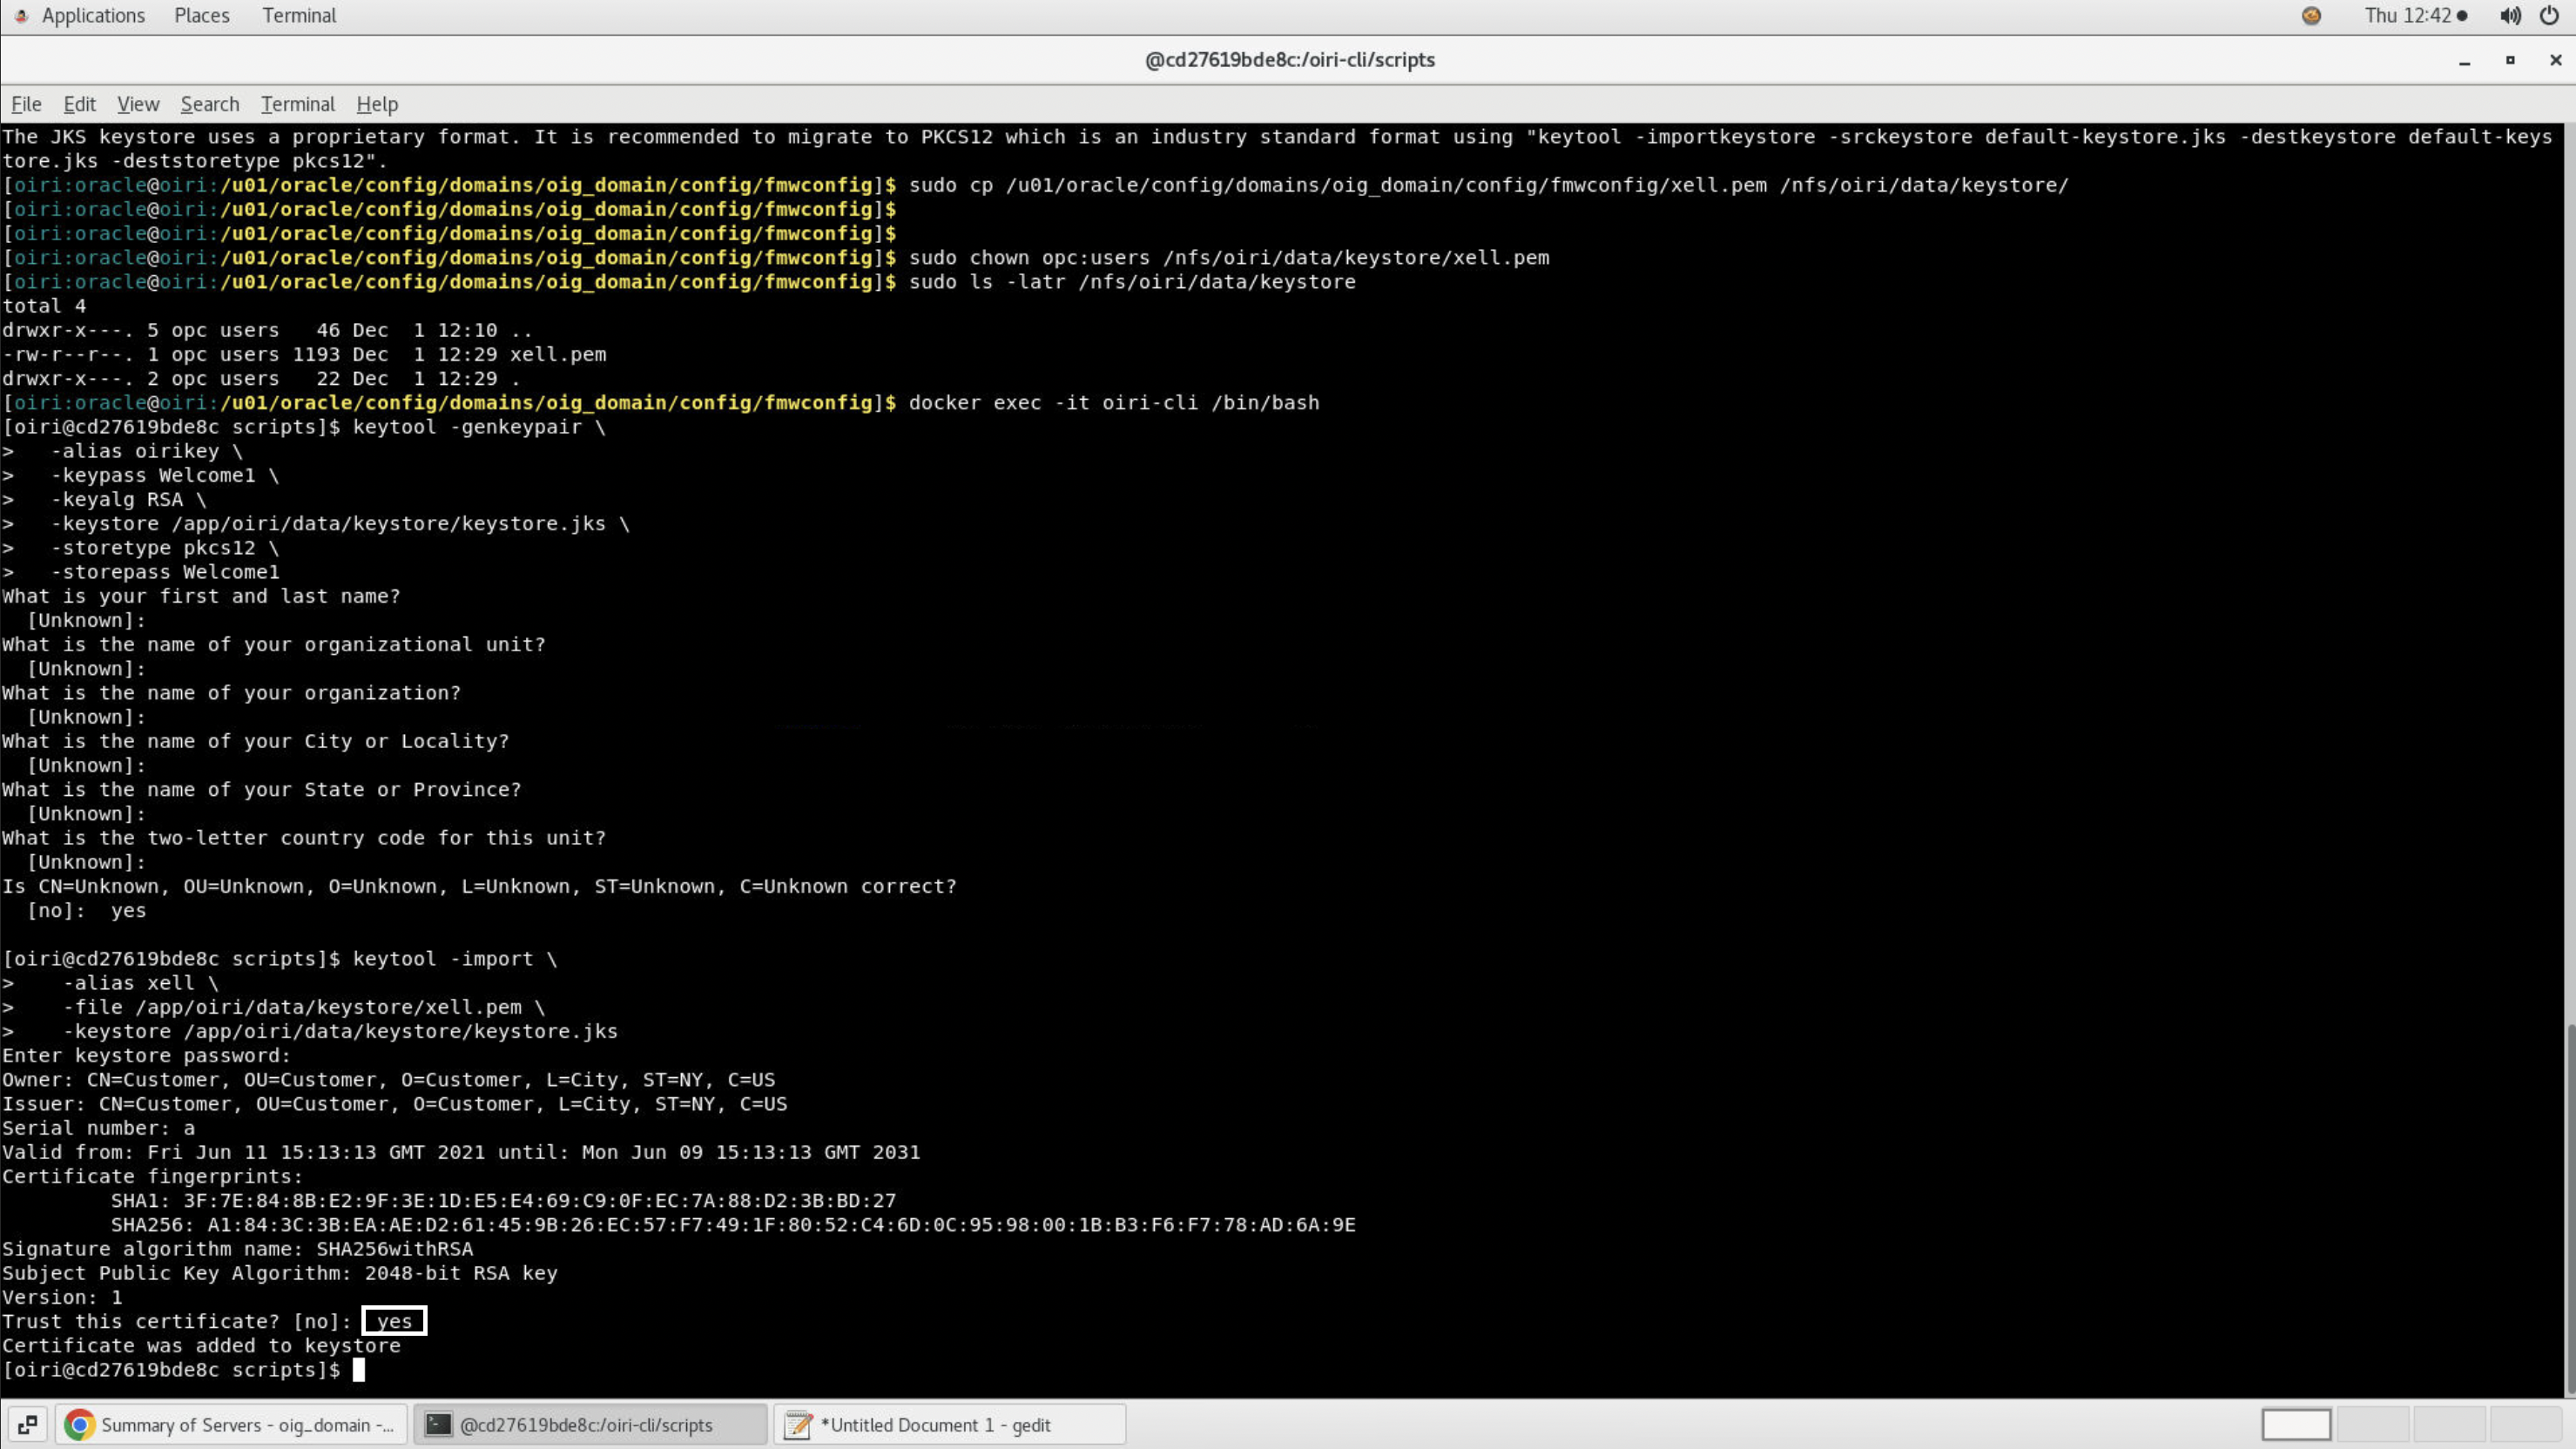 Applications Places Terminal Thu 12:42
@cd27619bde8c:/oiri-cli/scripts
File Edit View Search Terminal Help
The JKS keystore uses a proprietary format. It is recommended to migrate to PKCS12 which is an industry standard format using "keytool -importkeystore -srckeystore default-keystore.jks -destkeystore default-keys
tore.jks -deststoretype pkcs12".
[oiri:oracle@oiri:/u01/oracle/config/domains/oig_domain/config/fmwconfig]$ sudo cp /u01/oracle/config/domains/oig_domain/config/fmwconfig/xell.pem /nfs/oiri/data/keystore/
[oiri:oracle@oiri:/u01/oracle/config/domains/oig_domain/config/fmwconfig]$
[oiri:oracle@oiri:/u01/oracle/config/domains/oig_domain/config/fmwconfig]$
[oiri:oracle@oiri:/u01/oracle/config/domains/oig_domain/config/fmwconfig]$ sudo chown opc:users /nfs/oiri/data/keystore/xell.pem
[oiri:oracle@oiri:/u01/oracle/config/domains/oig_domain/config/fmwconfig]$ sudo ls -latr /nfs/oiri/data/keystore
total 4
drwxr-x---. 5 opc users   46 Dec  1 12:10 ..
-rw-r--r--. 1 opc users 1193 Dec  1 12:29 xell.pem
drwxr-x---. 2 opc users   22 Dec  1 12:29 .
[oiri:oracle@oiri:/u01/oracle/config/domains/oig_domain/config/fmwconfig]$ docker exec -it oiri-cli /bin/bash
[oiri@cd27619bde8c scripts]$ keytool -genkeypair \
>   -alias oirikey \
>   -keypass Welcome1 \
>   -keyalg RSA \
>   -keystore /app/oiri/data/keystore/keystore.jks \
>   -storetype pkcs12 \
>   -storepass Welcome1
What is your first and last name?
  [Unknown]:
What is the name of your organizational unit?
  [Unknown]:
What is the name of your organization?
  [Unknown]:
What is the name of your City or Locality?
  [Unknown]:
What is the name of your State or Province?
  [Unknown]:
What is the two-letter country code for this unit?
  [Unknown]:
Is CN=Unknown, OU=Unknown, O=Unknown, L=Unknown, ST=Unknown, C=Unknown correct?
  [no]:  yes
[oiri@cd27619bde8c scripts]$ keytool -import \
>    -alias xell \
>    -file /app/oiri/data/keystore/xell.pem \
>    -keystore /app/oiri/data/keystore/keystore.jks
Enter keystore password:
Owner: CN=Customer, OU=Customer, O=Customer, L=City, ST=NY, C=US
Issuer: CN=Customer, OU=Customer, O=Customer, L=City, ST=NY, C=US
Serial number: a
Valid from: Fri Jun 11 15:13:13 GMT 2021 until: Mon Jun 09 15:13:13 GMT 2031
Certificate fingerprints:
         SHA1: 3F:7E:84:8B:E2:9F:3E:1D:E5:E4:69:C9:0F:EC:7A:88:D2:3B:BD:27
         SHA256: A1:84:3C:3B:EA:AE:D2:61:45:9B:26:EC:57:F7:49:1F:80:52:C4:6D:0C:95:98:00:1B:B3:F6:F7:78:AD:6A:9E
Signature algorithm name: SHA256withRSA
Subject Public Key Algorithm: 2048-bit RSA key
Version: 1
Trust this certificate? [no]:  yes
Certificate was added to keystore
[oiri@cd27619bde8c scripts]$
Summary of Servers - oig_domain -... @cd27619bde8c:/oiri-cli/scripts *Untitled Document 1 - gedit